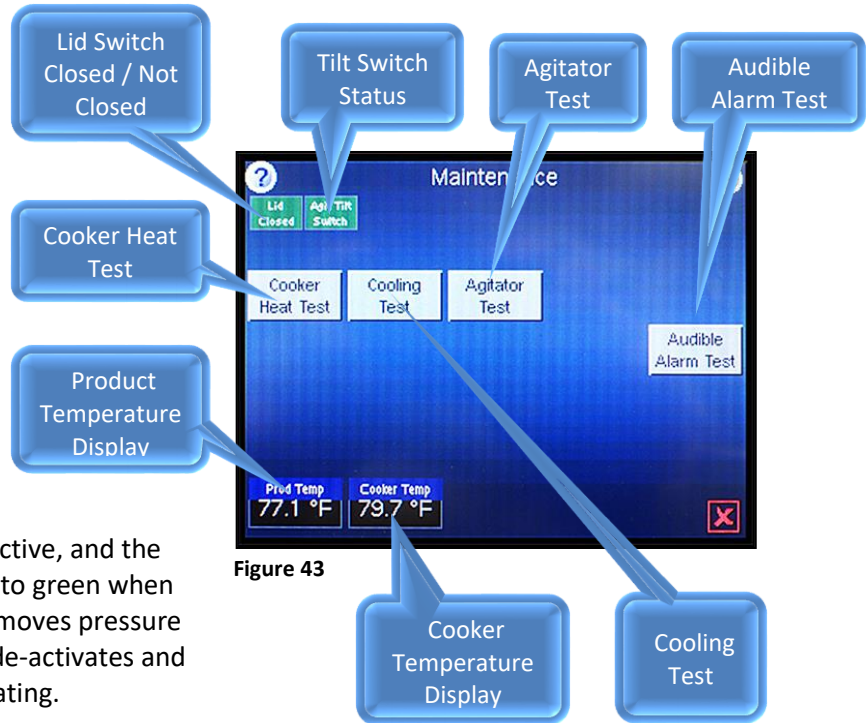 Lid Switch
Closed / Not
Closed
Tilt Switch
Status
Agitator
Test
Audible
Alarm Test
?
Lid
Closed
Tilt
Switch
Cooker Heat
Test
Cooker
Heat Test
Cooling
Test
Agitator
Test
Audible
Alarm Test
Product
Temperature
Display
Prod Temp
77.1 °F
Cooker Temp
79.7 °F
X
ctive, and the
to green when
moves pressure
de-activates and
ating.
Figure 43
Cooker
Temperature
Display
Cooling
Test